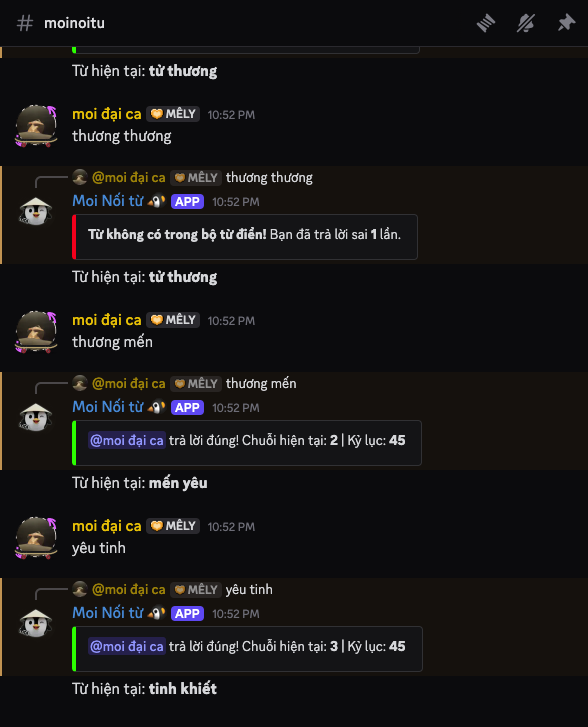 # moinoitu
Từ hiện tại: tử thương
moi đại ca MÊLY 10:52 PM
thương thương
@moi đại ca MÊLY thương thương
Moi Nối từ APP 10:52 PM
Từ không có trong bộ từ điển! Bạn đã trả lời sai 1 lần.
Từ hiện tại: tử thương
moi đại ca MÊLY 10:52 PM
thương mến
@moi đại ca MÊLY thương mến
Moi Nối từ APP 10:52 PM
@moi đại ca trả lời đúng! Chuỗi hiện tại: 2 | Kỷ lục: 45
Từ hiện tại: mến yêu
moi đại ca MÊLY 10:52 PM
yêu tinh
@moi đại ca MÊLY yêu tinh
Moi Nối từ APP 10:52 PM
@moi đại ca trả lời đúng! Chuỗi hiện tại: 3 | Kỷ lục: 45
Từ hiện tại: tinh khiết